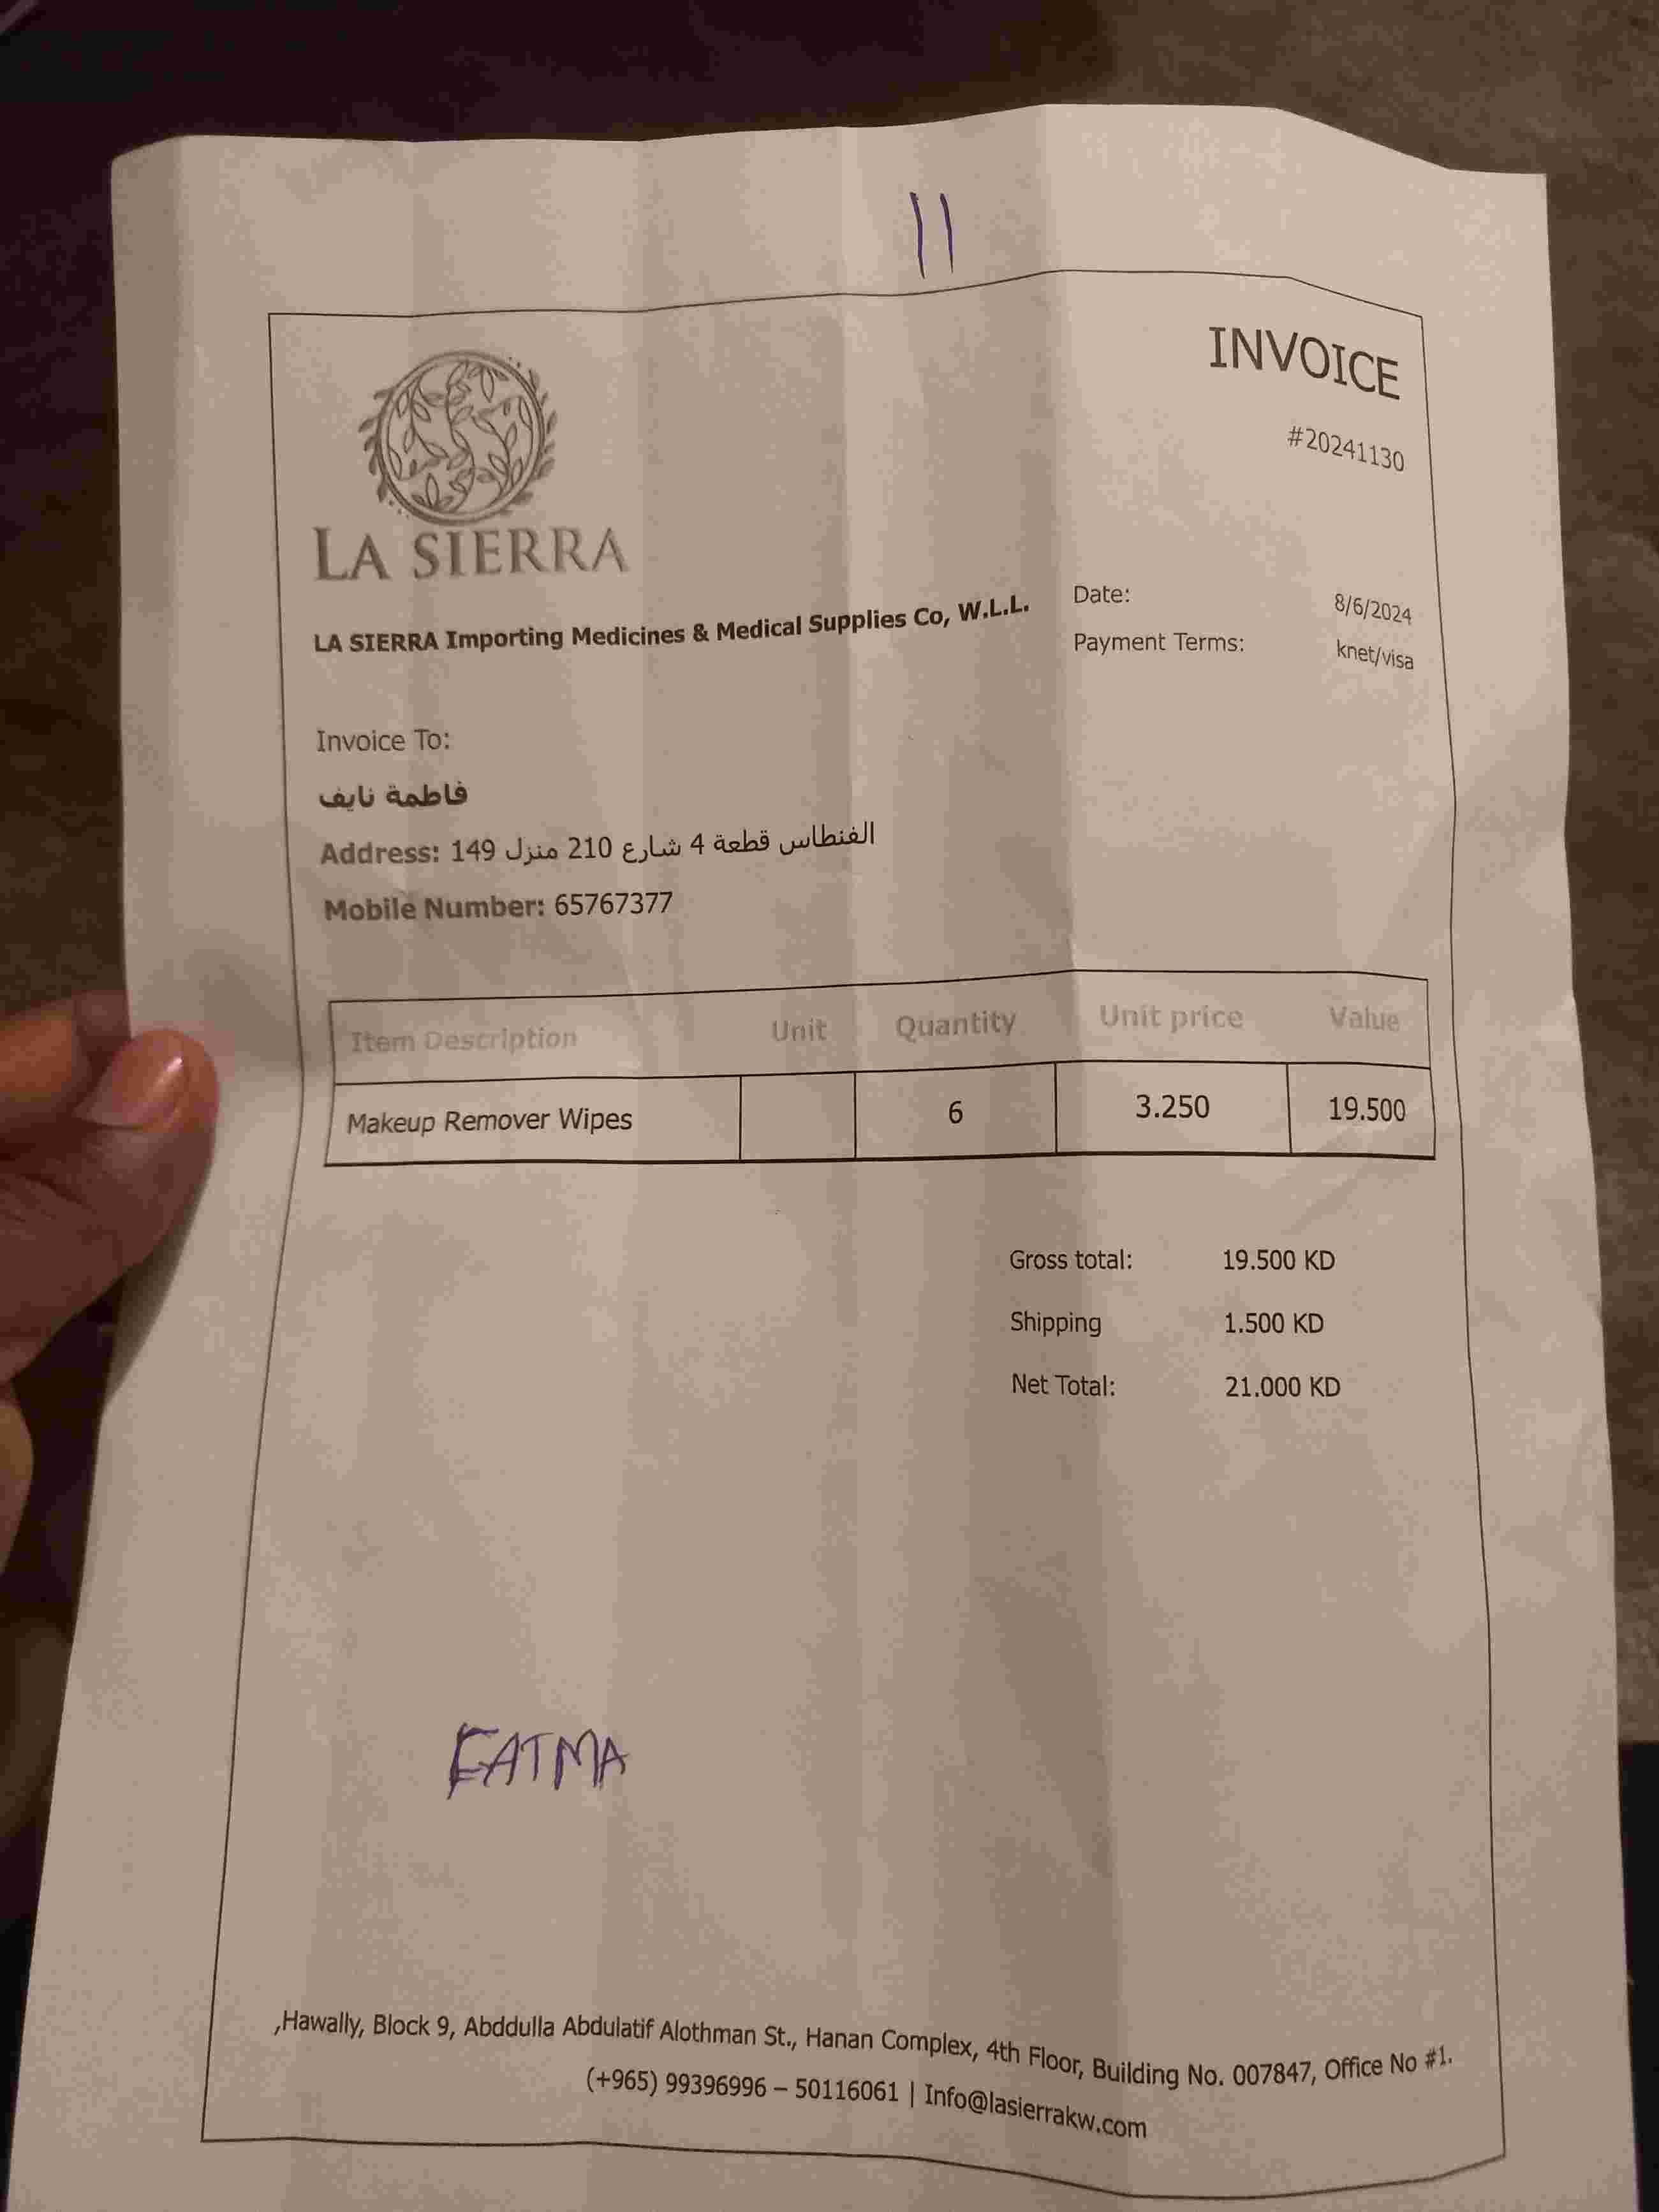 11
INVOICE
#20241130
LA SIERRA
LA SIERRA Importing Medicines & Medical Supplies Co, W.L.L.
Date: 8/6/2024
Payment Terms: knet/visa
Invoice To:
فاطمة نايف
Address: الفنطاس قطعة 4 شارع 210 منزل 149
Mobile Number: 65767377
Item Description Unit Quantity Unit price Value
Makeup Remover Wipes 6 3.250 19.500
Gross total: 19.500 KD
Shipping 1.500 KD
Net Total: 21.000 KD
FATMA
,Hawally, Block 9, Abddulla Abdulatif Alothman St., Hanan Complex, 4th Floor, Building No. 007847, Office No #1.
(+965) 99396996 – 50116061 | Info@lasierrakw.com